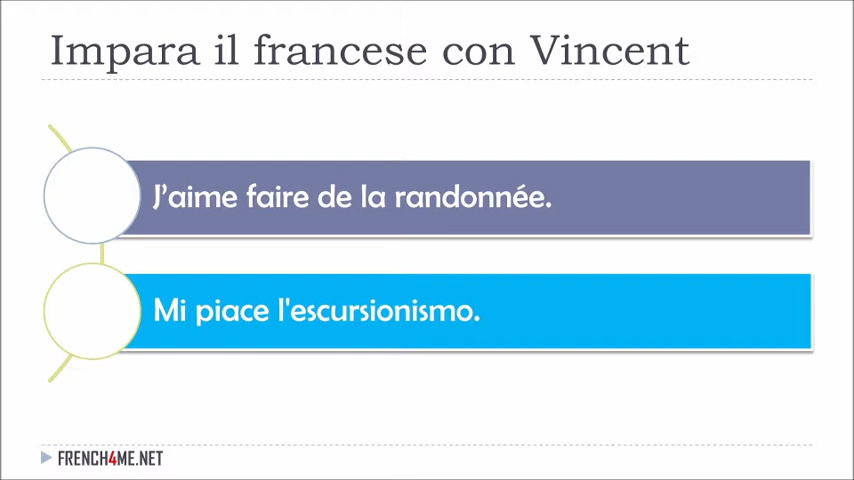 Impara il francese con Vincent
J’aime faire de la randonnée.
Mi piace l'escursionismo.
FRENCH4ME.NET